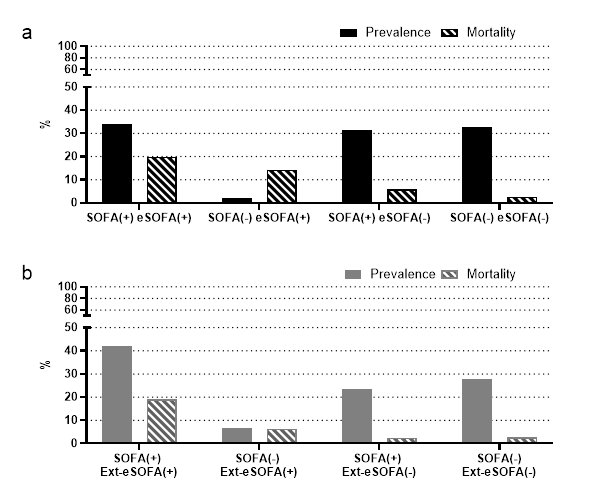 a
Prevalence Mortality
100
80
60
50
40
30
20
10
0
%
SOFA(+) eSOFA(+) SOFA(-) eSOFA(+) SOFA(+) eSOFA(-) SOFA(-) eSOFA(-)
b
Prevalence Mortality
100
80
60
50
40
30
20
10
0
%
SOFA(+) SOFA(-) SOFA(+) SOFA(-)
Ext-eSOFA(+) Ext-eSOFA(+) Ext-eSOFA(-) Ext-eSOFA(-)